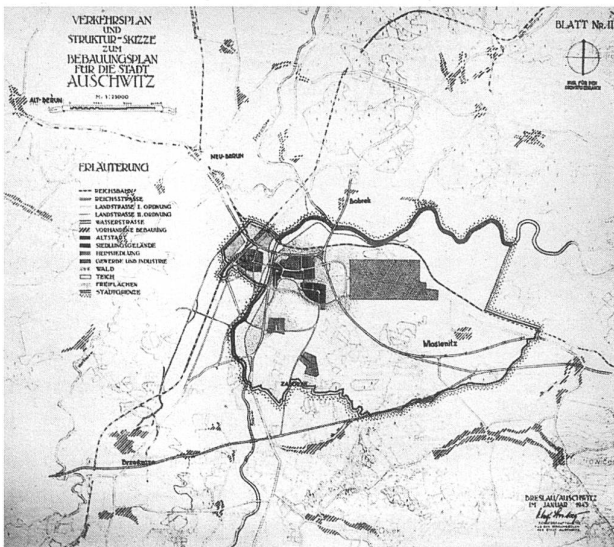 VERKEHRSPLAN
UND
STRUKTUR-SKIZZE
ZUM
BEBAUUNGSPLAN
FÜR DIE STADT
AUSCHWITZ
M. 1:25000
BLATT NR. II
ALT-BERUN
NEU-BERUN
Bobrek
ERLÄUTERUNG
REICHSBAHN
REICHSSTRASSE
LANDSTRASSE I. ORDNUNG
LANDSTRASSE II. ORDNUNG
WASSERSTRASSE
VORHANDENE BEBAUUNG
ALTSTADT
SIEDLUNGSGELÄNDE
GEWERBE UND INDUSTRIE
WALD
TEICH
FREIFLÄCHEN
STADTGRENZE
Wlosienitz
BRESLAU/AUSCHWITZ
IM JANUAR 1943